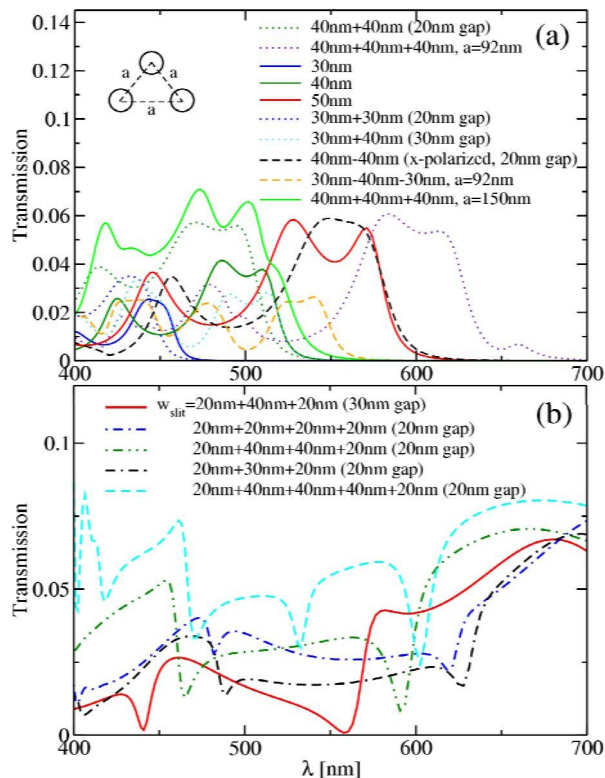 0.14
0.12
0.1
0.08
0.06
0.04
0.02
0
Transmission
a
a
a
(a)
40nm+40nm (20nm gap)
40nm+40nm+40nm, a=92nm
30nm
40nm
50nm
30nm+30nm (20nm gap)
30nm+40nm (30nm gap)
40nm-40nm (x-polarized, 20nm gap)
30nm-40nm-30nm, a=92nm
40nm+40nm+40nm, a=150nm
400
500
600
700
0.1
0.05
0
Transmission
(b)
wslit=20nm+40nm+20nm (30nm gap)
20nm+20nm+20nm+20nm (20nm gap)
20nm+40nm+40nm+20nm (20nm gap)
20nm+30nm+20nm (20nm gap)
20nm+40nm+40nm+40nm+20nm (20nm gap)
400
500
600
700
λ [nm]